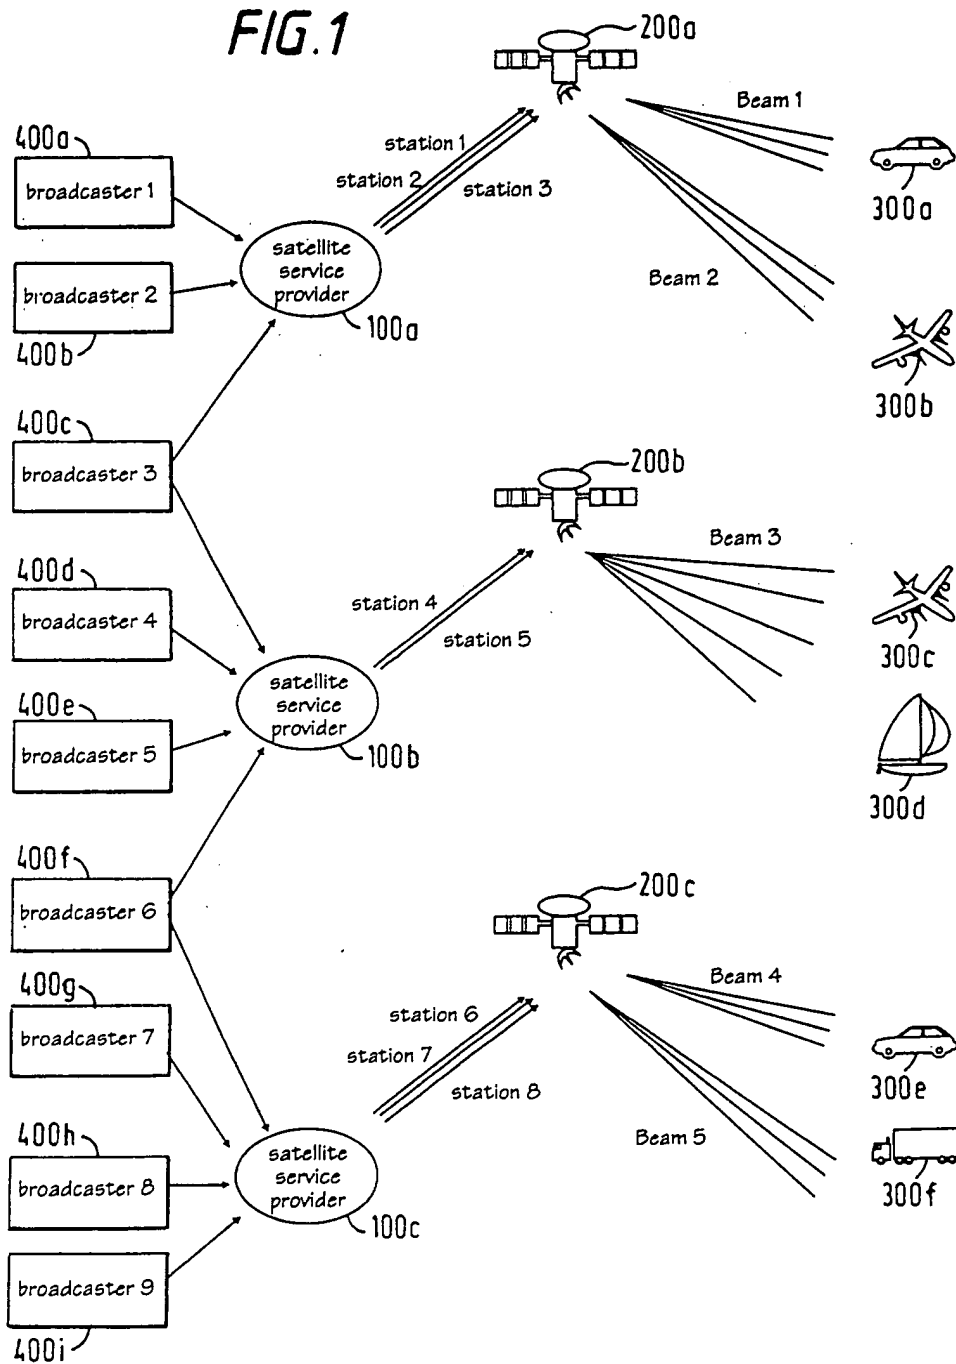 FIG.1
200a
Beam 1
400a
station 1
broadcaster 1
station 2
station 3
300a
satellite
service
provider
Beam 2
broadcaster 2
100a
400b
300b
400c
broadcaster 3
200b
Beam 3
400d
station 4
broadcaster 4
station 5
300c
satellite
service
provider
400e
broadcaster 5
100b
300d
400f
broadcaster 6
200c
Beam 4
400g
station 6
broadcaster 7
station 7
station 8
300e
Beam 5
400h
satellite
service
provider
broadcaster 8
300f
100c
broadcaster 9
400i